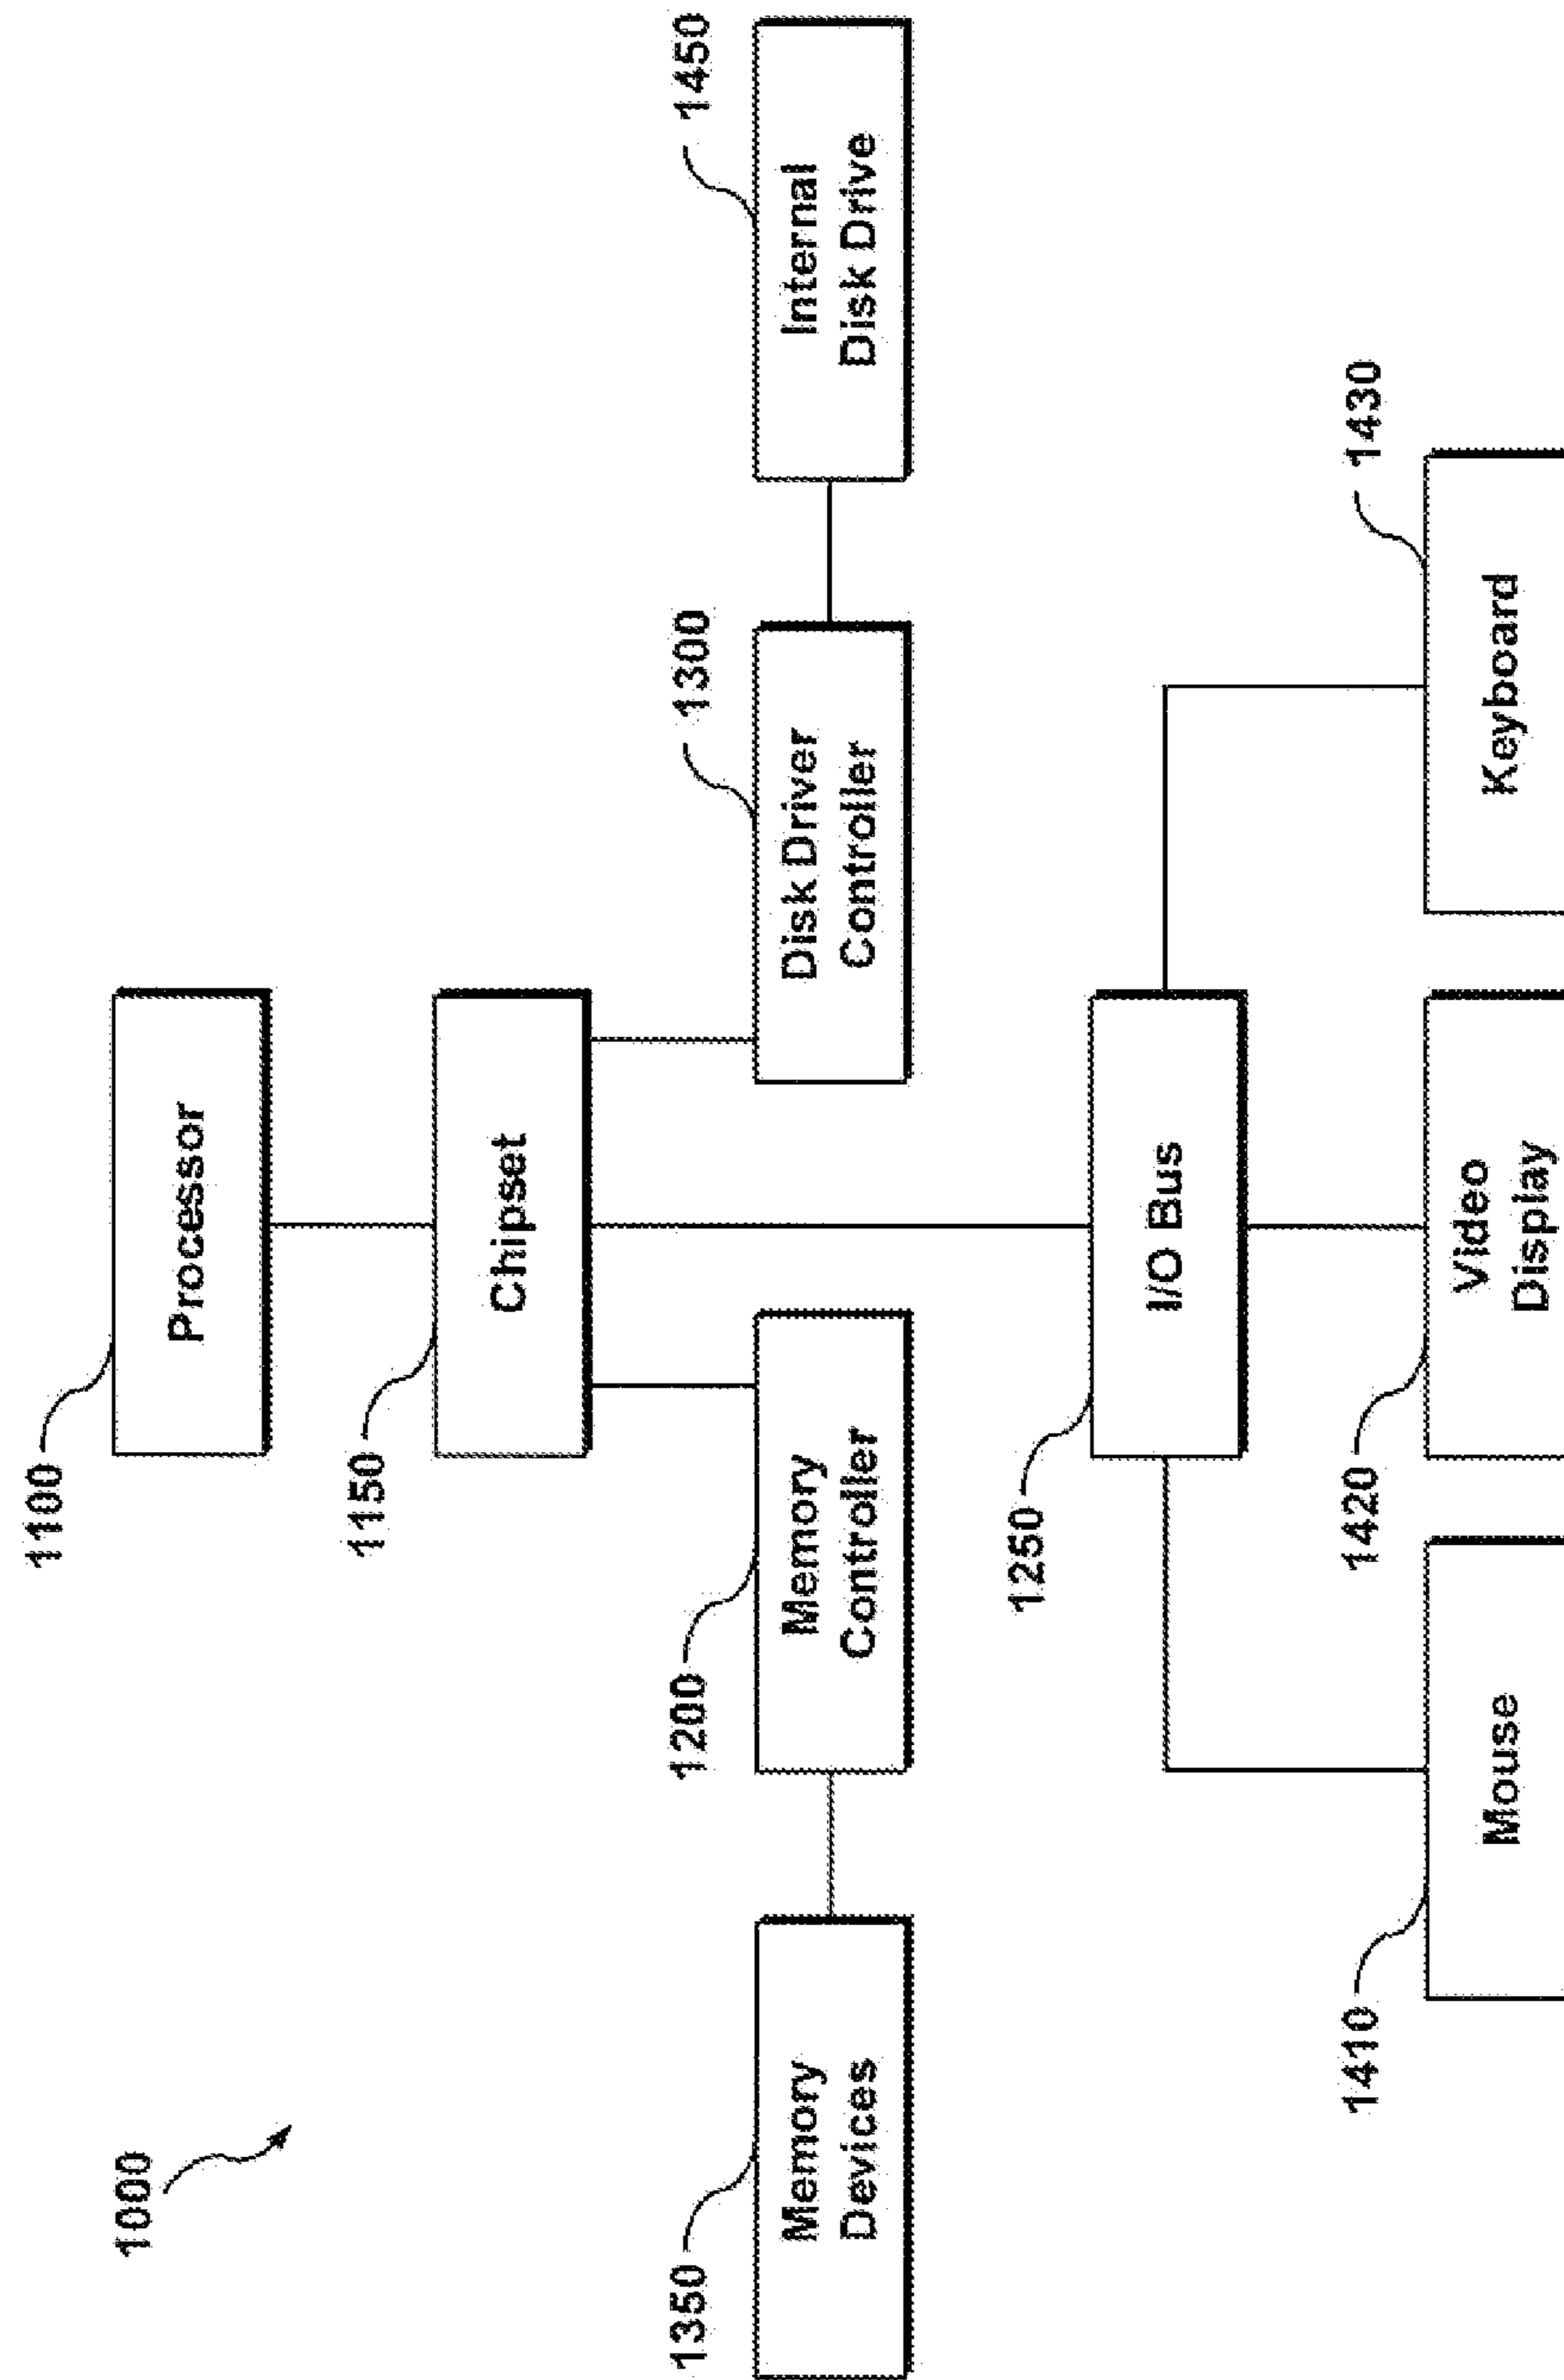 1000
1100
Processor
1150
Chipset
1350
Memory
Devices
1200
Memory
Controller
1300
Disk Driver
Controller
1450
Internal
Disk Drive
1250
I/O Bus
1410
Mouse
1420
Video
Display
1430
Keyboard